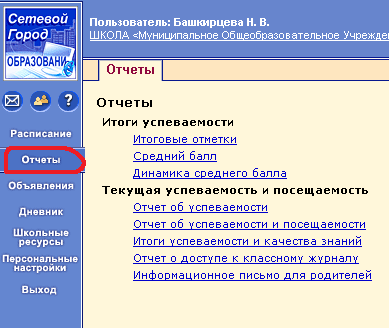 Сетевой
Город
ОБРАЗОВАНИ
Пользователь: Башкирцева Н. В.
ШКОЛА <Муниципальное Общеобразовательное Учрежде
Отчеты
?
Расписание
Отчеты
Объявления
Дневник
Школьные
ресурсы
Персональные
настройки
Выход
Отчеты
Итоги успеваемости
Итоговые отметки
Средний балл
Динамика среднего балла
Текущая успеваемость и посещаемость
Отчет об успеваемости
Отчет об успеваемости и посещаемости
Итоги успеваемости и качества знаний
Отчет о доступе к классному журналу
Информационное письмо для родителей